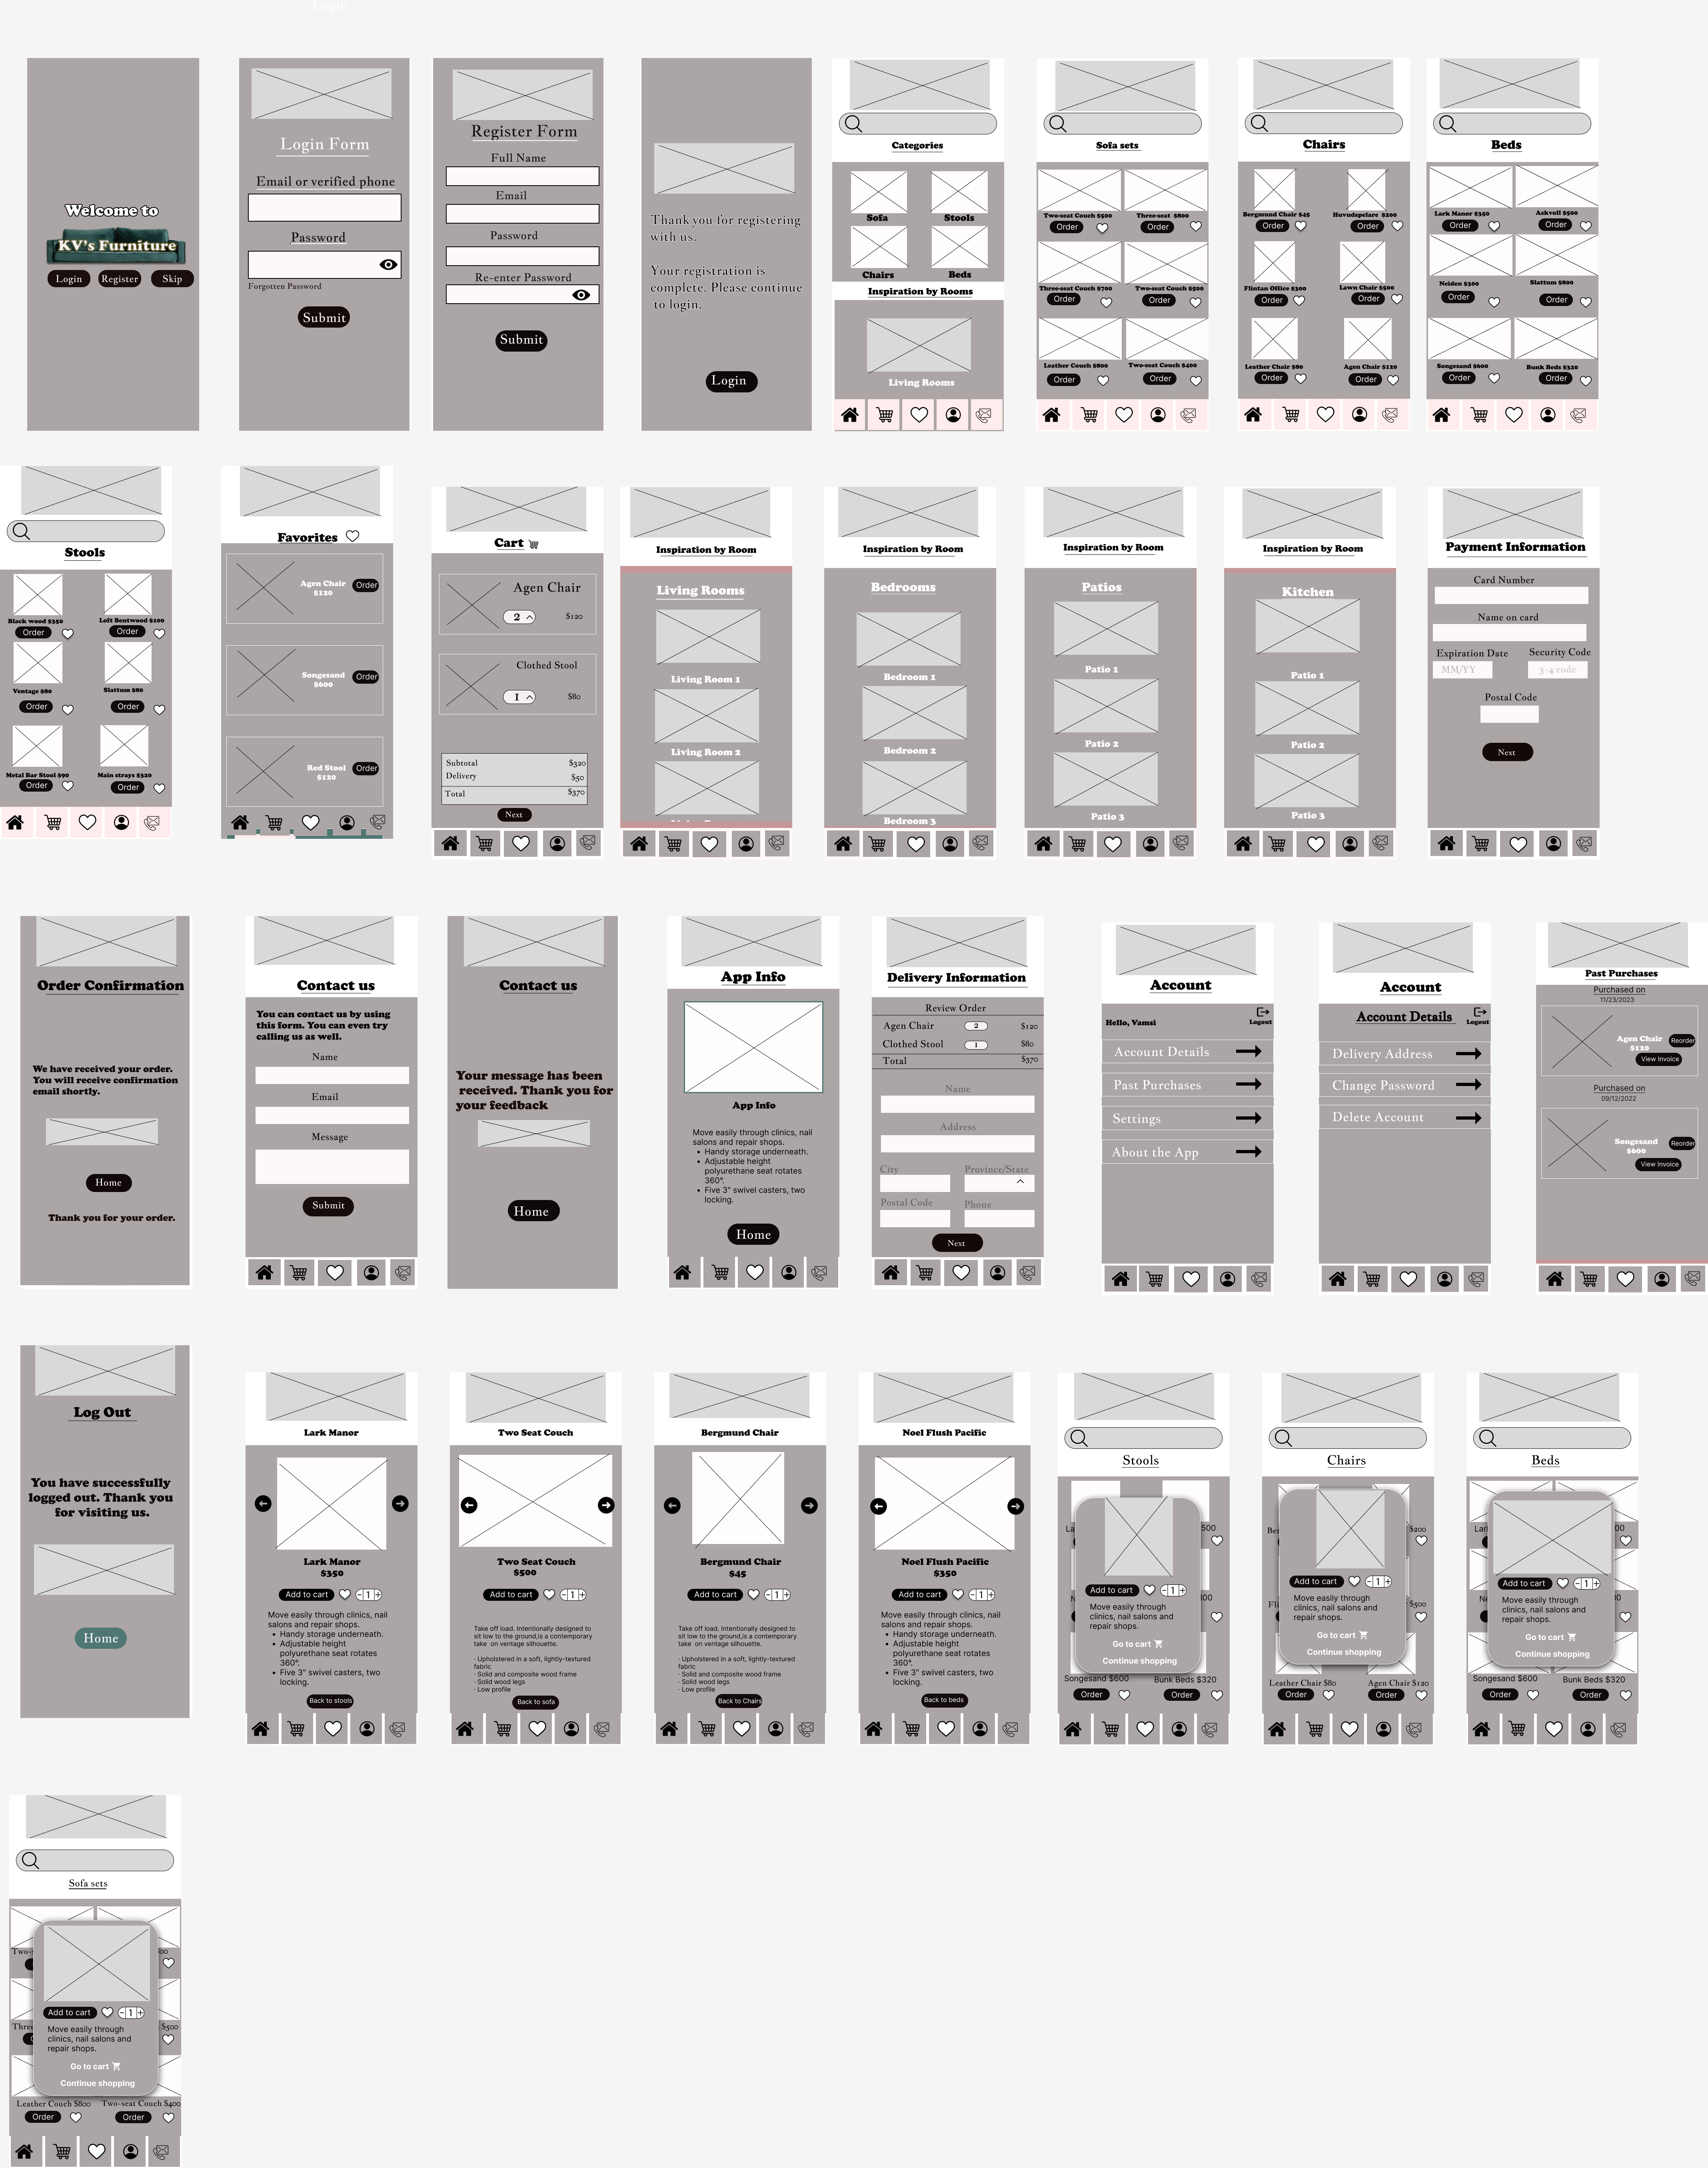 Login
Welcome to
KV's Furniture
Login
Register
Skip
Login Form
Email or verified phone
Password
Forgotten Password
Submit
Register Form
Full Name
Email
Password
Re-enter Password
Submit
Thank you for registering
with us.
Your registration is
complete. Please continue
to login.
Login
Categories
Sofa
Stools
Chairs
Beds
Inspiration by Rooms
Living Rooms
Sofa sets
Two-seat Couch $500
Three-seat $800
Order
Order
Three-seat Couch $700
Two-seat Couch $500
Order
Order
Leather Couch $800
Two-seat Couch $400
Order
Order
Chairs
Bergmund Chair $45
Huvudspelare $200
Order
Order
Flintan Office $300
Lawn Chair $500
Order
Order
Leather Chair $80
Agen Chair $120
Order
Order
Beds
Lark Manor $350
Askvoll $500
Order
Order
Neiden $300
Slattum $800
Order
Order
Songesand $600
Bunk Beds $320
Order
Order
Stools
Black wood $350
Loft Bentwood $100
Order
Order
Ventage $80
Slattum $80
Order
Order
Metal Bar Stool $90
Main strays $320
Order
Order
Favorites
Agen Chair
$120
Order
Songesand
$600
Order
Red Stool
$120
Order
Cart
Agen Chair
2
$120
Clothed Stool
1
$80
Subtotal
$320
Delivery
$50
Total
$370
Next
Inspiration by Room
Living Rooms
Living Room 1
Living Room 2
Inspiration by Room
Bedrooms
Bedroom 1
Bedroom 2
Bedroom 3
Inspiration by Room
Patios
Patio 1
Patio 2
Patio 3
Inspiration by Room
Kitchen
Patio 1
Patio 2
Patio 3
Payment Information
Card Number
Name on card
Expiration Date
Security Code
MM/YY
3-4 code
Postal Code
Next
Order Confirmation
We have received your order.
You will receive confirmation
email shortly.
Home
Thank you for your order.
Contact us
You can contact us by using
this form. You can even try
calling us as well.
Name
Email
Message
Submit
Contact us
Your message has been
received. Thank you for
your feedback
Home
App Info
App Info
Move easily through clinics, nail
salons and repair shops.
• Handy storage underneath.
• Adjustable height
polyurethane seat rotates
360°.
• Five 3" swivel casters, two
locking.
Home
Delivery Information
Review Order
Agen Chair
2
$120
Clothed Stool
1
$80
Total
$370
Name
Address
City
Province/State
Postal Code
Phone
Next
Account
Hello, Vamsi
Logout
Account Details
Past Purchases
Settings
About the App
Account
Account Details
Logout
Delivery Address
Change Password
Delete Account
Past Purchases
Purchased on
11/23/2023
Agen Chair
$120
Reorder
View Invoice
Purchased on
09/12/2022
Songesand
$600
Reorder
View Invoice
Log Out
You have successfully
logged out. Thank you
for visiting us.
Home
Lark Manor
Lark Manor
$350
Add to cart
1
Move easily through clinics, nail
salons and repair shops.
• Handy storage underneath.
• Adjustable height
polyurethane seat rotates
360°.
• Five 3" swivel casters, two
locking.
Back to stools
Two Seat Couch
Two Seat Couch
$500
Add to cart
1
Take off load. Intentionally designed to
sit low to the ground,is a contemporary
take on ventage silhouette.
· Upholstered in a soft, lightly-textured
fabric
· Solid and composite wood frame
· Solid wood legs
· Low profile
Back to sofa
Bergmund Chair
Bergmund Chair
$45
Add to cart
1
Take off load. Intentionally designed to
sit low to the ground,is a contemporary
take on ventage silhouette.
· Upholstered in a soft, lightly-textured
fabric
· Solid and composite wood frame
· Solid wood legs
· Low profile
Back to Chairs
Noel Flush Pacific
Noel Flush Pacific
$350
Add to cart
1
Move easily through clinics, nail
salons and repair shops.
• Handy storage underneath.
• Adjustable height
polyurethane seat rotates
360°.
• Five 3" swivel casters, two
locking.
Back to beds
Stools
La
500
Add to cart
1
Move easily through
clinics, nail salons and
repair shops.
Go to cart
Continue shopping
Songesand $600
Bunk Beds $320
Order
Order
Chairs
Ber
$200
Add to cart
1
Fli
$500
Move easily through
clinics, nail salons and
repair shops.
Go to cart
Continue shopping
Leather Chair $80
Agen Chair $120
Order
Order
Beds
Lar
00
Add to cart
1
Ne
00
Move easily through
clinics, nail salons and
repair shops.
Go to cart
Continue shopping
Songesand $600
Bunk Beds $320
Order
Order
Sofa sets
Two-s
500
Add to cart
1
Three
$500
Move easily through
clinics, nail salons and
repair shops.
Go to cart
Continue shopping
Leather Couch $800
Two-seat Couch $400
Order
Order